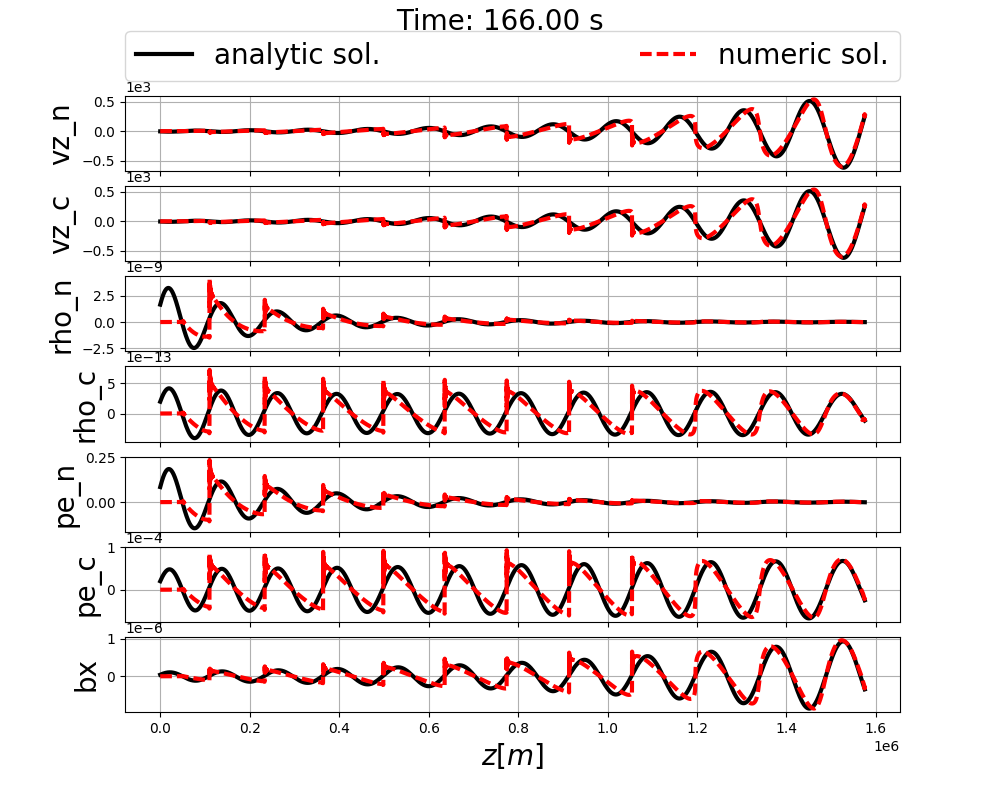 Time: 166.00 s
analytic sol. numeric sol.
1e3
vz_n
0.5
0.0
−0.5
1e3
vz_c
0.5
0.0
−0.5
1e−9
rho_n
2.5
0.0
−2.5
1e−13
rho_c
5
0
pe_n
0.25
0.00
1e−4
pe_c
1
0
1e−6
bx
1
0
0.0 0.2 0.4 0.6 0.8 1.0 1.2 1.4 1.6
1e6
z[m]